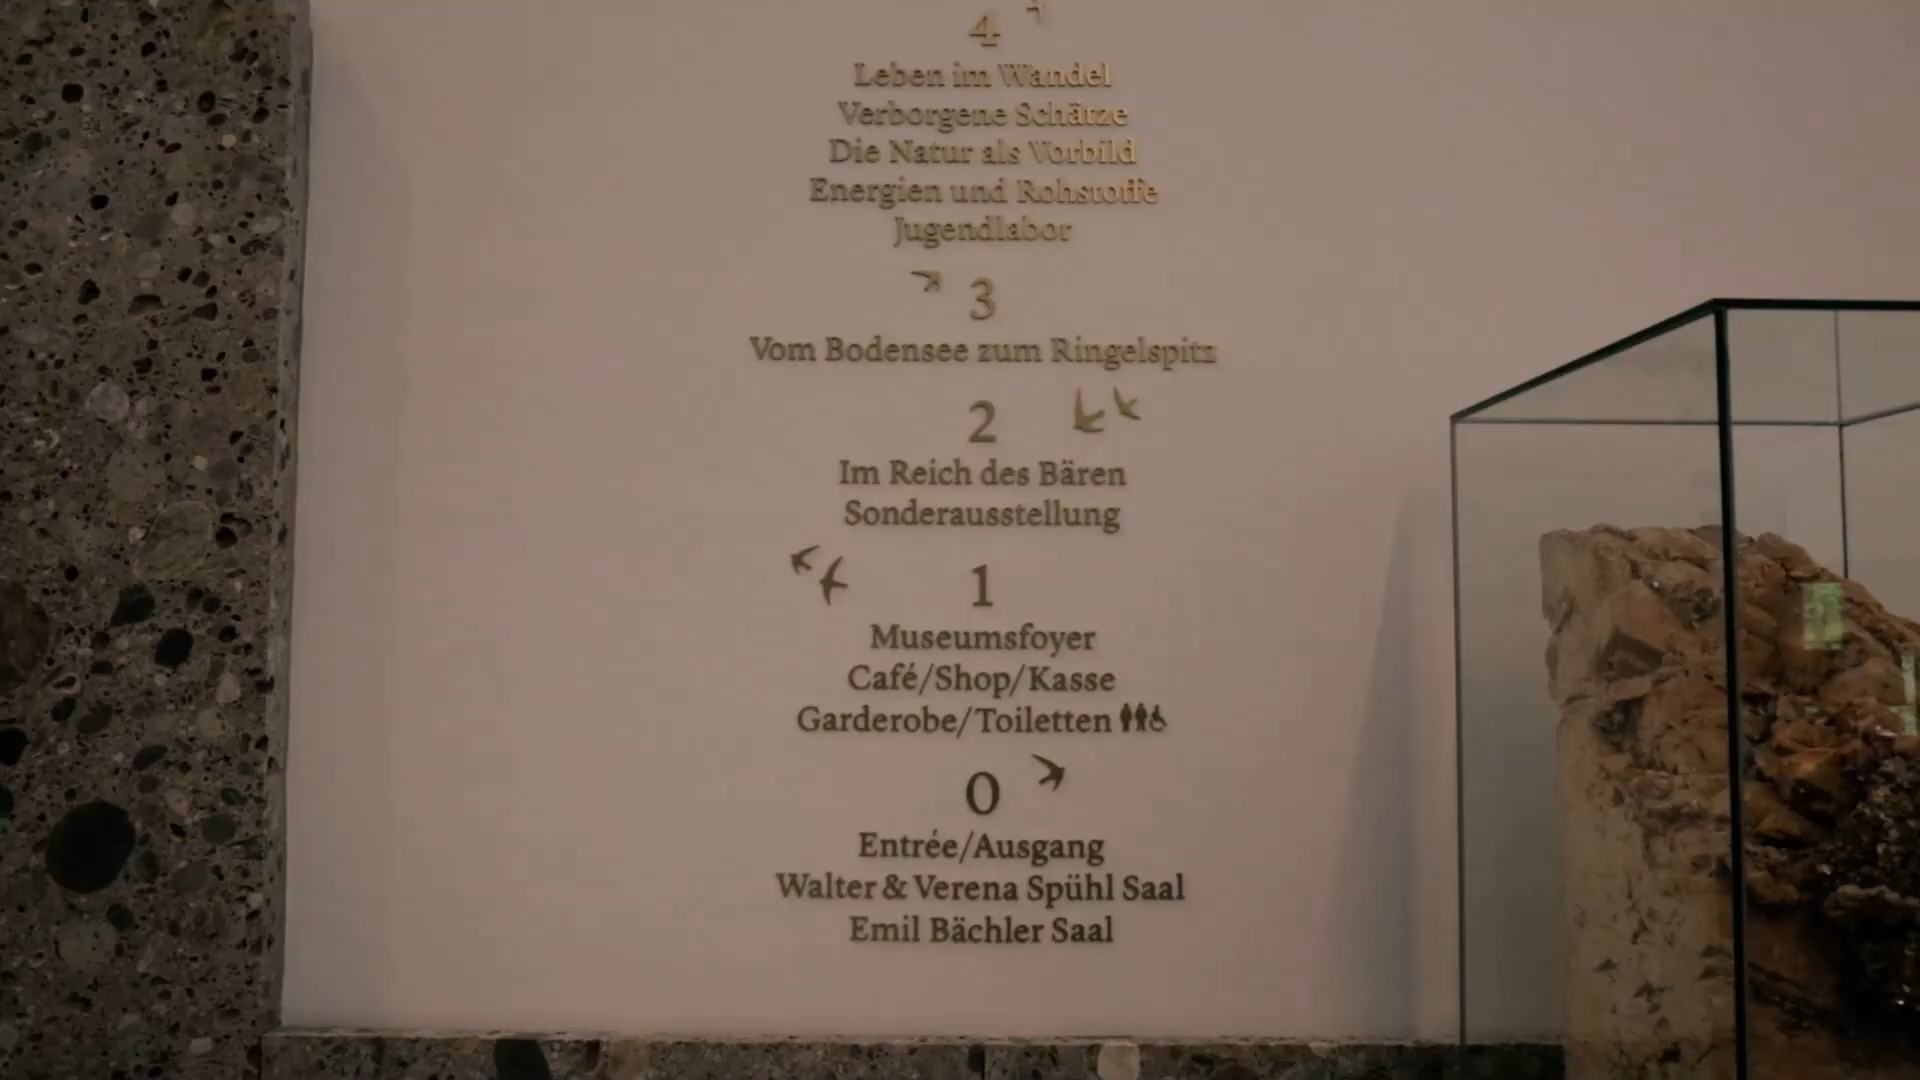 4
Leben im Wandel
Verborgene Schätze
Die Natur als Vorbild
Energien und Rohstoffe
Jugendlabor
3
Vom Bodensee zum Ringelspitz
2
Im Reich des Bären
Sonderausstellung
1
Museumsfoyer
Café/Shop/Kasse
Garderobe/Toiletten
0
Entrée/Ausgang
Walter & Verena Spühl Saal
Emil Bächler Saal